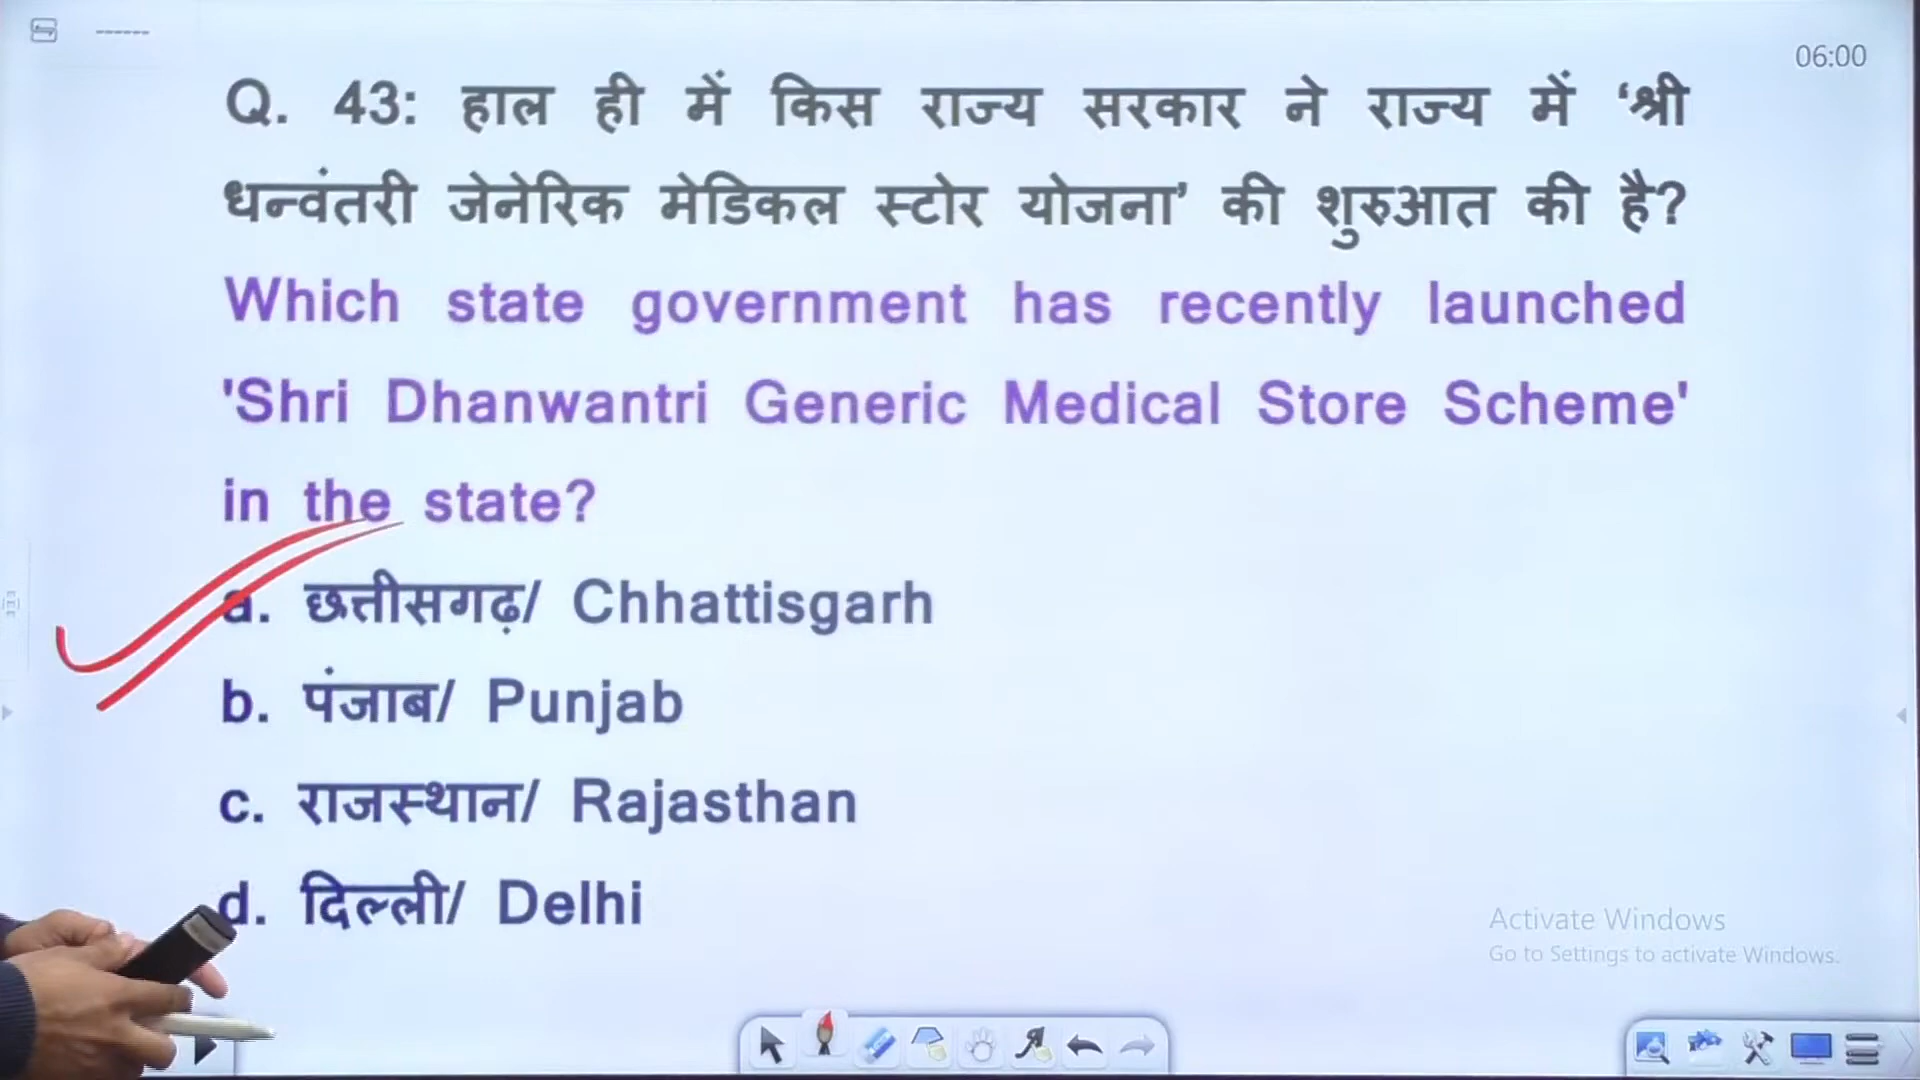 06:00
Q. 43: हाल ही में किस राज्य सरकार ने राज्य में ‘श्री
धन्वंतरी जेनेरिक मेडिकल स्टोर योजना’ की शुरुआत की है?
Which state government has recently launched
'Shri Dhanwantri Generic Medical Store Scheme'
in the state?
a. छत्तीसगढ़/ Chhattisgarh
b. पंजाब/ Punjab
c. राजस्थान/ Rajasthan
d. दिल्ली/ Delhi
Activate Windows
Go to Settings to activate Windows.